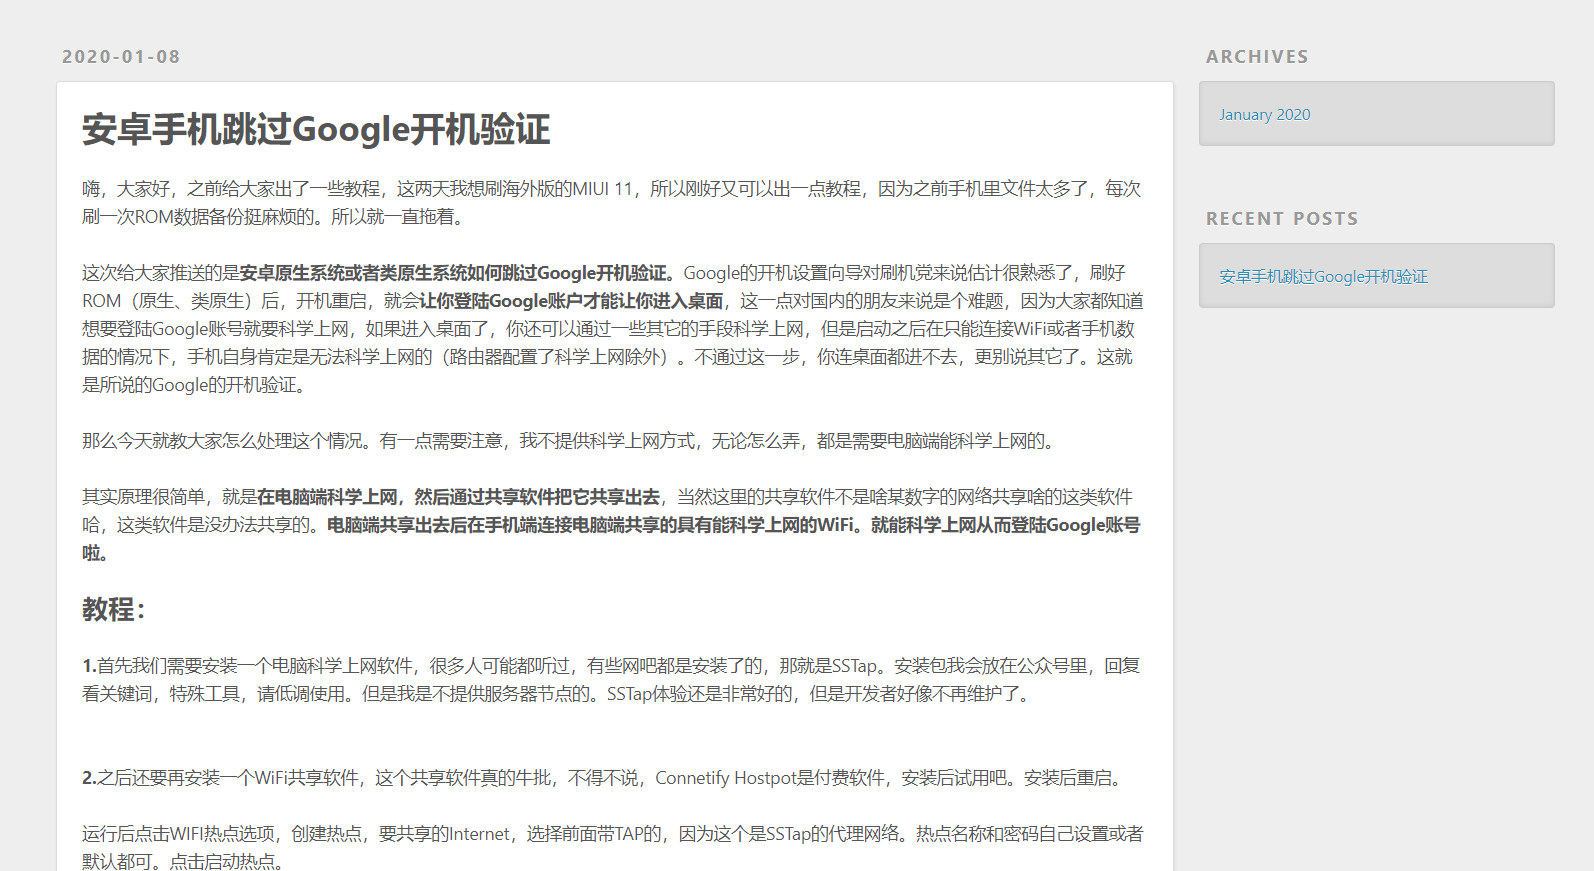 2020-01-08
安卓手机跳过Google开机验证
嗨，大家好，之前给大家出了一些教程，这两天我想刷海外版的MIUI 11，所以刚好又可以出一点教程，因为之前手机里文件太多了，每次
刷一次ROM数据备份挺麻烦的。所以就一直拖着。
这次给大家推送的是安卓原生系统或者类原生系统如何跳过Google开机验证。Google的开机设置向导对刷机党来说估计很熟悉了，刷好
ROM（原生、类原生）后，开机重启，就会让你登陆Google账户才能让你进入桌面，这一点对国内的朋友来说是个难题，因为大家都知道
想要登陆Google账号就要科学上网，如果进入桌面了，你还可以通过一些其它的手段科学上网，但是启动之后在只能连接WiFi或者手机数
据的情况下，手机自身肯定是无法科学上网的（路由器配置了科学上网除外）。不通过这一步，你连桌面都进不去，更别说其它了。这就
是所说的Google的开机验证。
那么今天就教大家怎么处理这个情况。有一点需要注意，我不提供科学上网方式，无论怎么弄，都是需要电脑端能科学上网的。
其实原理很简单，就是在电脑端科学上网，然后通过共享软件把它共享出去，当然这里的共享软件不是啥某数字的网络共享啥的这类软件
哈，这类软件是没办法共享的。电脑端共享出去后在手机端连接电脑端共享的具有能科学上网的WiFi。就能科学上网从而登陆Google账号
啦。
教程：
1.首先我们需要安装一个电脑科学上网软件，很多人可能都听过，有些网吧都是安装了的，那就是SSTap。安装包我会放在公众号里，回复
看关键词，特殊工具，请低调使用。但是我是不提供服务器节点的。SSTap体验还是非常好的，但是开发者好像不再维护了。
2.之后还要再安装一个WiFi共享软件，这个共享软件真的牛批，不得不说，Connetify Hostpot是付费软件，安装后试用吧。安装后重启。
运行后点击WIFI热点选项，创建热点，要共享的Internet，选择前面带TAP的，因为这个是SSTap的代理网络。热点名称和密码自己设置或者
默认都可。点击启动热点。
ARCHIVES
January 2020
RECENT POSTS
安卓手机跳过Google开机验证